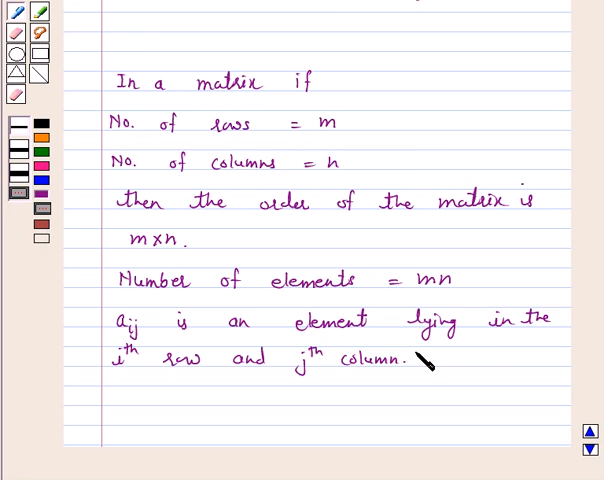 In a matrix if
No. of rows = m
No. of columns = n
then the order of the matrix is
m×n.
Number of elements = mn
aij is an element lying in the
ith row and jth column.